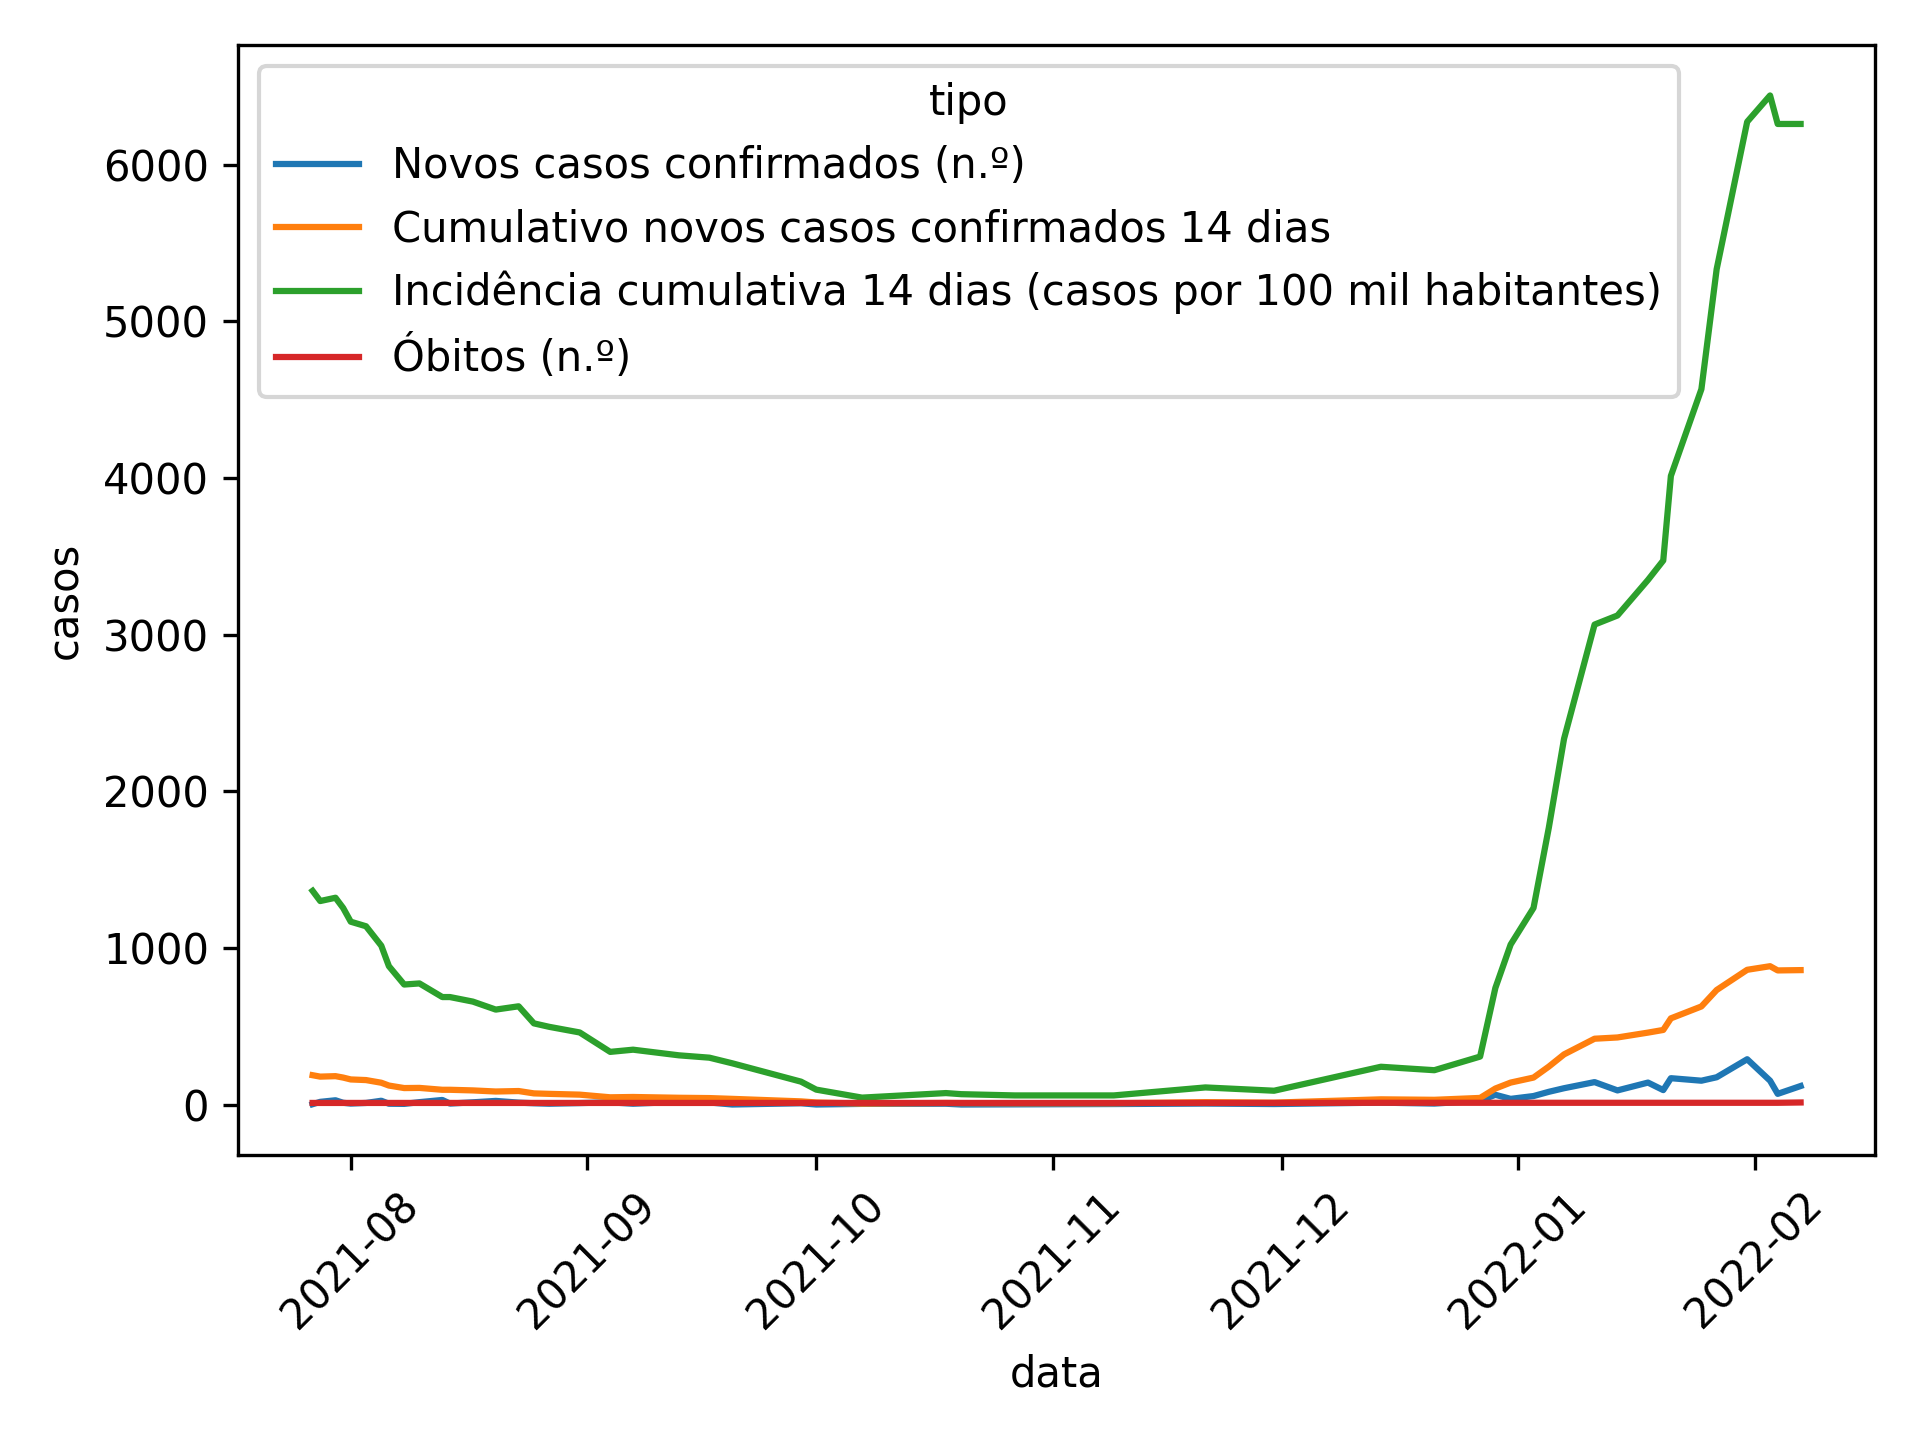 tipo
Novos casos confirmados (n.º)
Cumulativo novos casos confirmados 14 dias
Incidência cumulativa 14 dias (casos por 100 mil habitantes)
Óbitos (n.º)
casos
6000
5000
4000
3000
2000
1000
0
2021-08
2021-09
2021-10
2021-11
2021-12
2022-01
2022-02
data